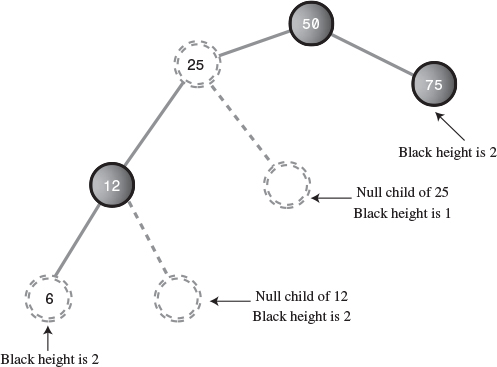 50
25
75
Black height is 2
12
Null child of 25
Black height is 1
6
Null child of 12
Black height is 2
Black height is 2